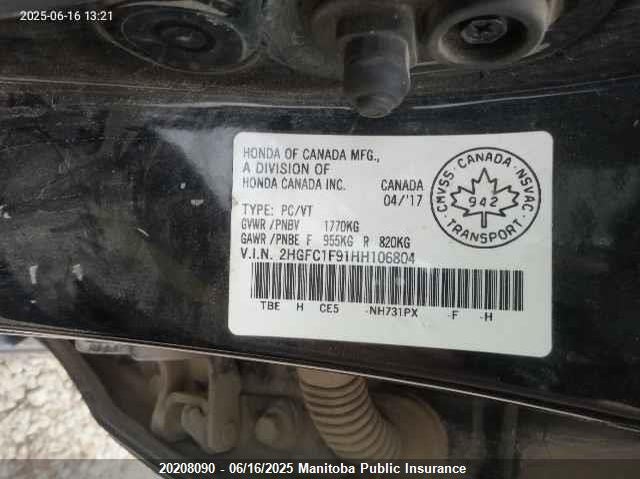 2025-06-16 13:21
HONDA OF CANADA MFG.,
A DIVISION OF
HONDA CANADA INC. CANADA
04/'17
TYPE: PC/VT
GVWR /PNBV 1770KG
GAWR /PNBE F 955KG R 820KG
V.I.N. 2HGFC1F91HH106804
TBE H CE5 -NH731PX -F -H
CMVSS - CANADA - NSVAC
942
TRANSPORT
20208090 - 06/16/2025 Manitoba Public Insurance